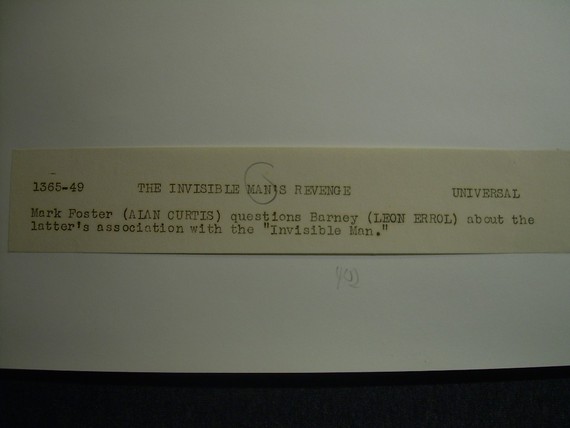 1365-49 THE INVISIBLE MAN'S REVENGE UNIVERSAL
Mark Foster (ALAN CURTIS) questions Barney (LEON ERROL) about the
latter's association with the "Invisible Man."